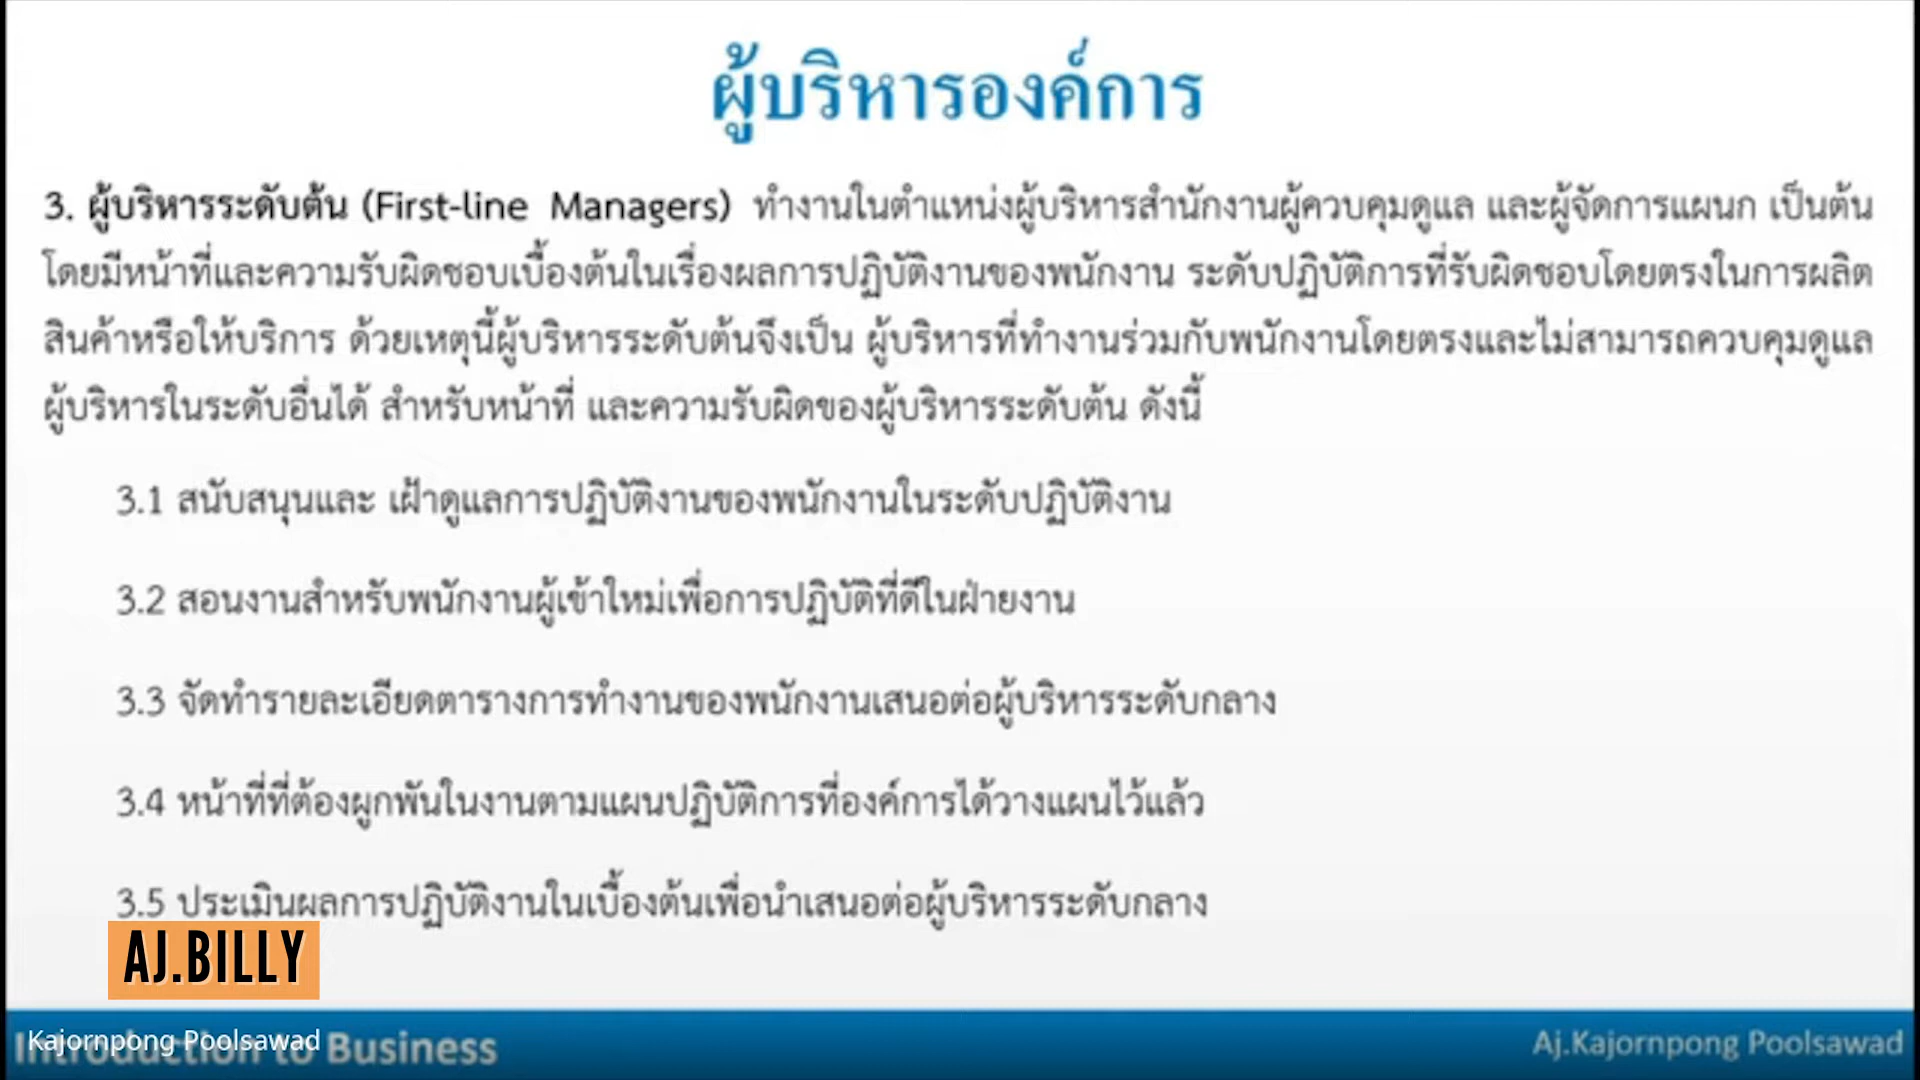 ผู้บริหารองค์การ
3. ผู้บริหารระดับต้น (First-line Managers) ทำงานในตำแหน่งผู้บริหารสำนักงานผู้ควบคุมดูแล และผู้จัดการแผนก เป็นต้น
โดยมีหน้าที่และความรับผิดชอบเบื้องต้นในเรื่องผลการปฏิบัติงานของพนักงาน ระดับปฏิบัติการที่รับผิดชอบโดยตรงในการผลิต
สินค้าหรือให้บริการ ด้วยเหตุนี้ผู้บริหารระดับต้นจึงเป็น ผู้บริหารที่ทำงานร่วมกับพนักงานโดยตรงและไม่สามารถควบคุมดูแล
ผู้บริหารในระดับอื่นได้ สำหรับหน้าที่ และความรับผิดของผู้บริหารระดับต้น ดังนี้
3.1 สนับสนุนและ เฝ้าดูแลการปฏิบัติงานของพนักงานในระดับปฏิบัติงาน
3.2 สอนงานสำหรับพนักงานผู้เข้าใหม่เพื่อการปฏิบัติที่ดีในฝ่ายงาน
3.3 จัดทำรายละเอียดตารางการทำงานของพนักงานเสนอต่อผู้บริหารระดับกลาง
3.4 หน้าที่ที่ต้องผูกพันในงานตามแผนปฏิบัติการที่องค์การได้วางแผนไว้แล้ว
3.5 ประเมินผลการปฏิบัติงานในเบื้องต้นเพื่อนำเสนอต่อผู้บริหารระดับกลาง
AJ.BILLY
Kajornpong Poolsawad
Introduction to Business
Aj.Kajornpong Poolsawad